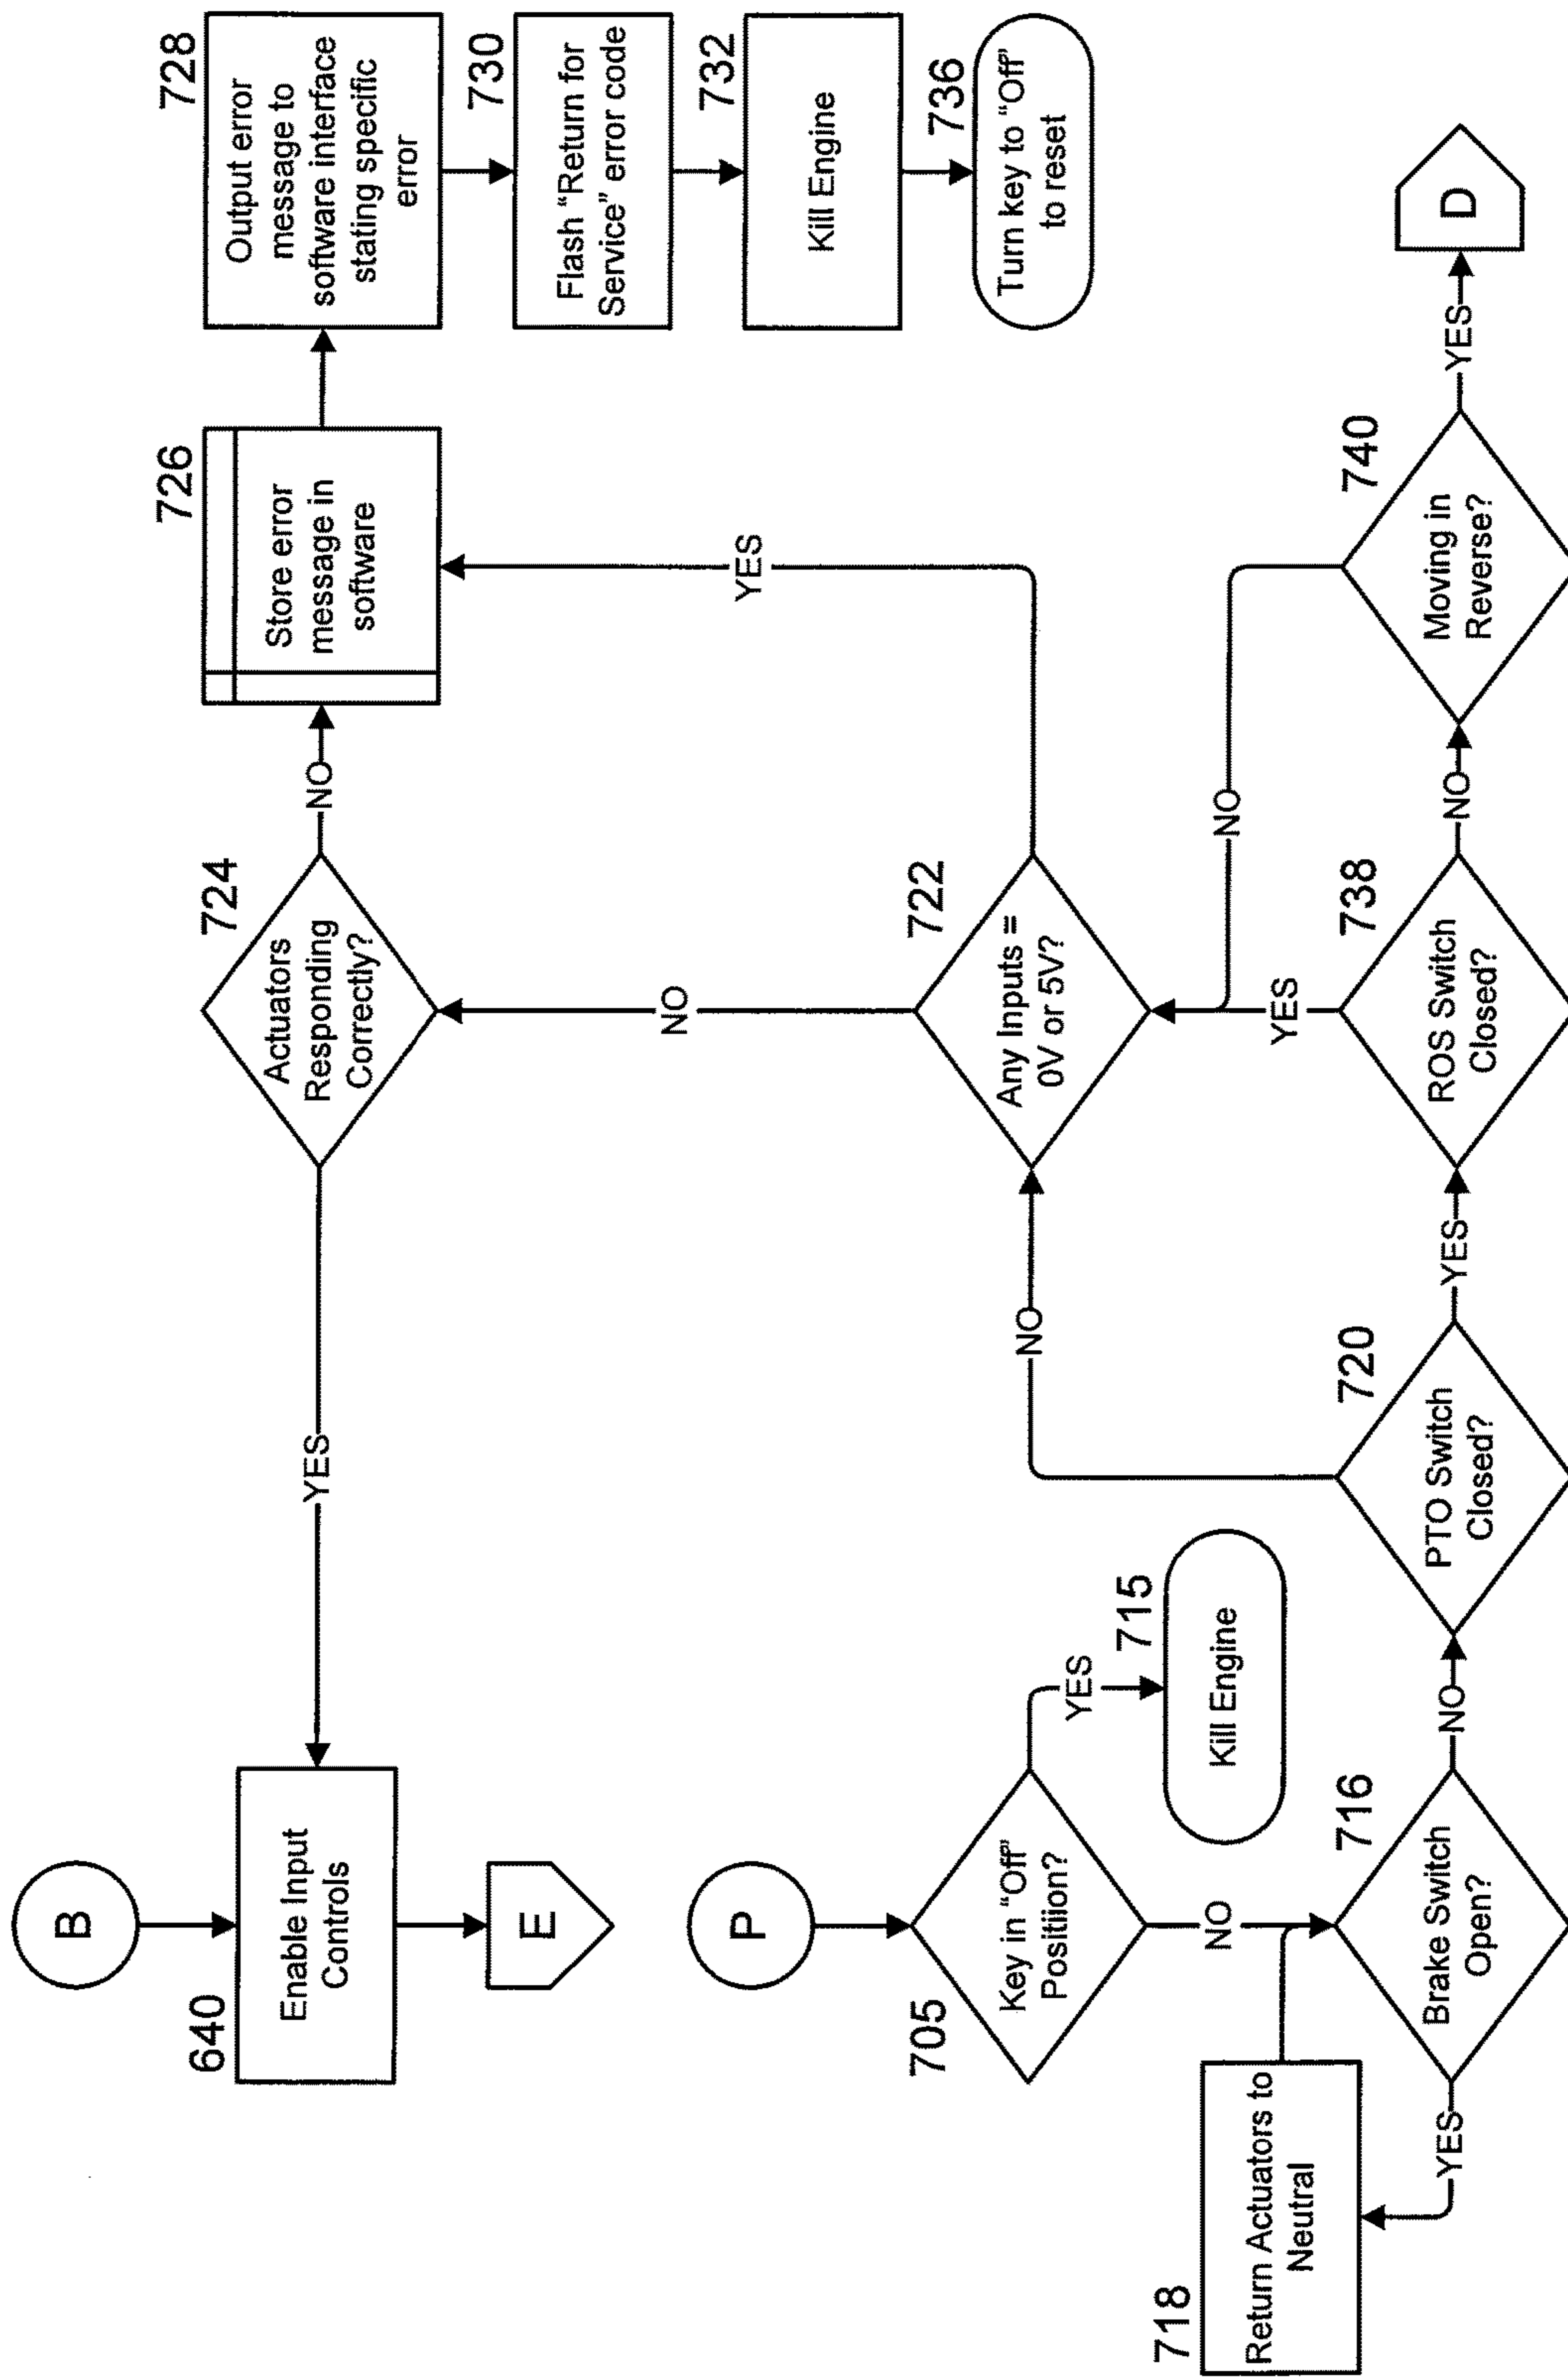 B
640
Enable Input
Controls
E
YES
724
Actuators
Responding
Correctly?
NO
726
Store error
message in
software
728
Output error
message to
software interface
stating specific
error
730
Flash “Return for
Service” error code
732
Kill Engine
736
Turn key to “Off”
to reset
P
705
Key in “Off”
Positiion?
YES
715
Kill Engine
NO
718
Return Actuators to
Neutral
YES
716
Brake Switch
Open?
NO
720
PTO Switch
Closed?
NO
YES
722
Any Inputs =
0V or 5V?
NO
YES
738
ROS Switch
Closed?
YES
NO
740
Moving in
Reverse?
NO
YES
D